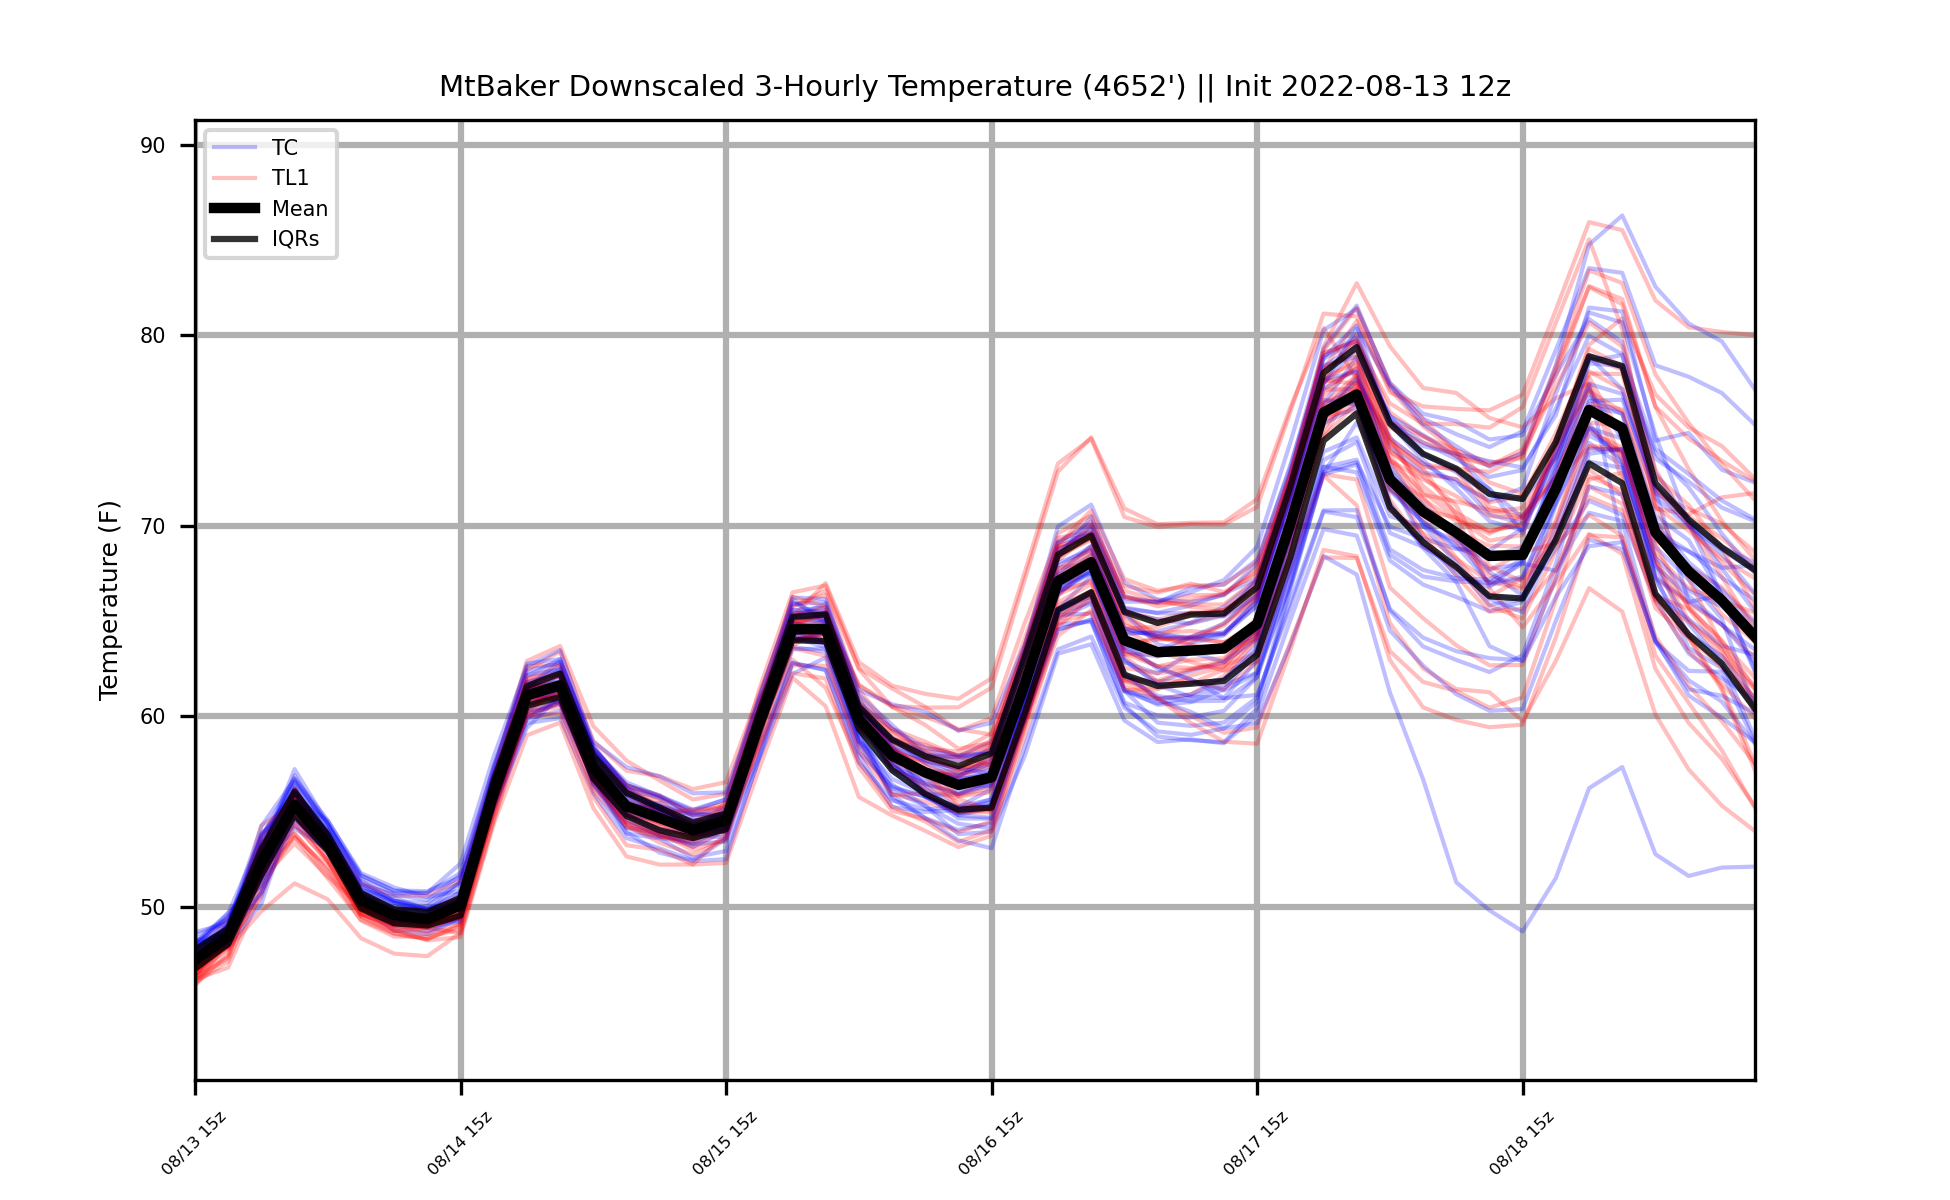 MtBaker Downscaled 3-Hourly Temperature (4652') || Init 2022-08-13 12z
TC
TL1
Mean
IQRs
Temperature (F)
90
80
70
60
50
08/13 15z
08/14 15z
08/15 15z
08/16 15z
08/17 15z
08/18 15z